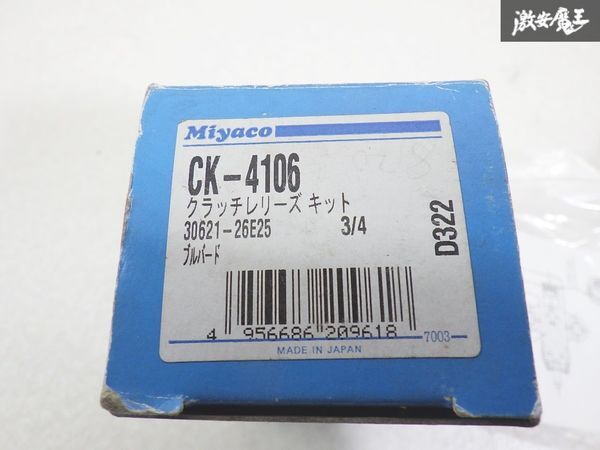 激安魔王
Miyaco
CK-4106
クラッチレリーズ キット
30621-26E25 3/4
ブルバード
D322
4 956686 209618
7003
MADE IN JAPAN